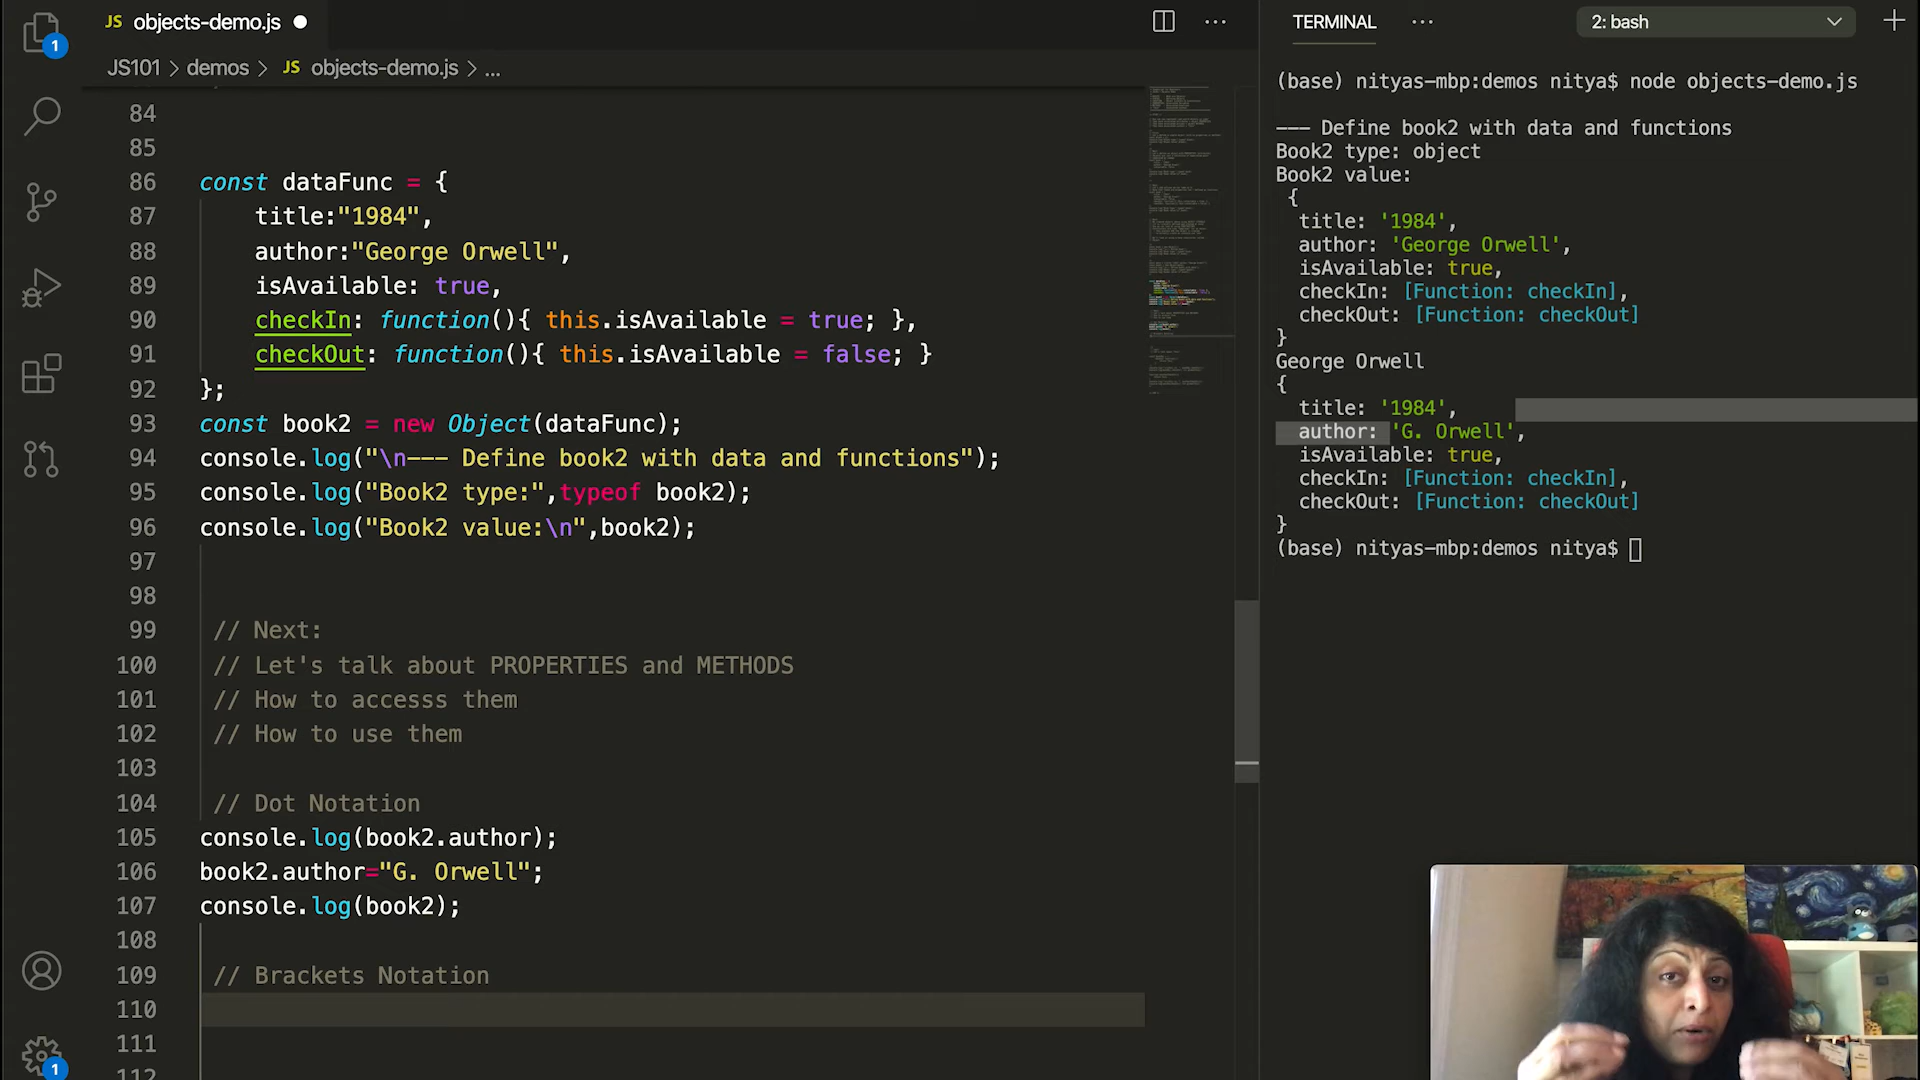 JS objects-demo.js
JS101 > demos > JS objects-demo.js > ...
84
85
86 const dataFunc = {
87 title:"1984",
88 author:"George Orwell",
89 isAvailable: true,
90 checkIn: function(){ this.isAvailable = true; },
91 checkOut: function(){ this.isAvailable = false; }
92 };
93 const book2 = new Object(dataFunc);
94 console.log("\n--- Define book2 with data and functions");
95 console.log("Book2 type:",typeof book2);
96 console.log("Book2 value:\n",book2);
97
98
99 // Next:
100 // Let's talk about PROPERTIES and METHODS
101 // How to accesss them
102 // How to use them
103
104 // Dot Notation
105 console.log(book2.author);
106 book2.author="G. Orwell";
107 console.log(book2);
108
109 // Brackets Notation
110
111
112
1
1
TERMINAL ... 2: bash
(base) nityas-mbp:demos nitya$ node objects-demo.js
--- Define book2 with data and functions
Book2 type: object
Book2 value:
{
title: '1984',
author: 'George Orwell',
isAvailable: true,
checkIn: [Function: checkIn],
checkOut: [Function: checkOut]
}
George Orwell
{
title: '1984',
author: 'G. Orwell',
isAvailable: true,
checkIn: [Function: checkIn],
checkOut: [Function: checkOut]
}
(base) nityas-mbp:demos nitya$